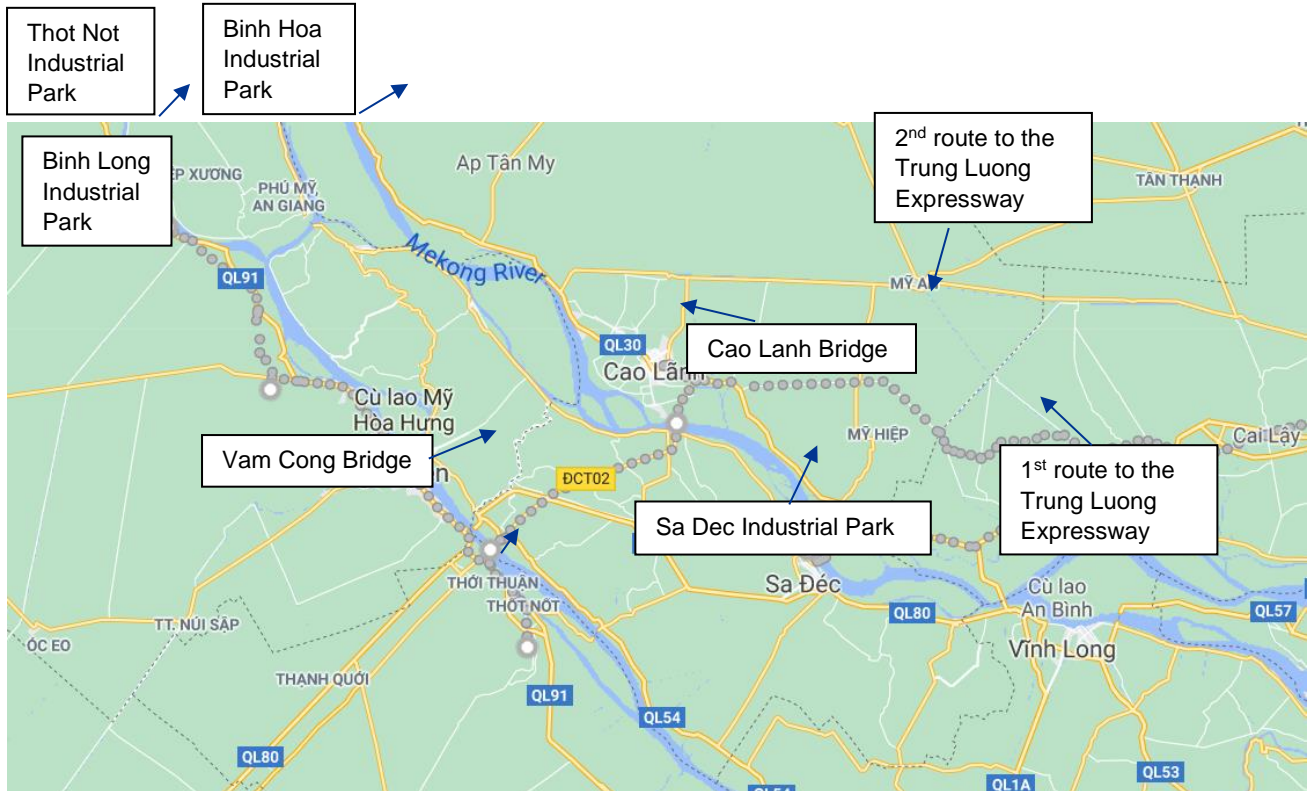 Thot Not
Industrial
Park
Binh Hoa
Industrial
Park
Binh Long
Industrial
Park
2nd route to the
Trung Luong
Expressway
ỆP XƯƠNG
PHÚ MỸ,
AN GIANG
Ap Tân My
TÂN THẠNH
Mekong River
QL91
MỸ AN
QL30
Cao Lãnh
Cao Lanh Bridge
Cù lao Mỹ
Hòa Hưng
MỸ HIỆP
Cai Lậy
Vam Cong Bridge
ĐCT02
1st route to the
Trung Luong
Expressway
Sa Dec Industrial Park
THỚI THUẬN
THỐT NỐT
Sa Đéc
Cù lao
An Bình
QL80
QL57
TT. NÚI SẬP
ÓC EO
Vĩnh Long
THẠNH QUỚI
QL91
QL54
QL80
QL53
QL1A
QL54